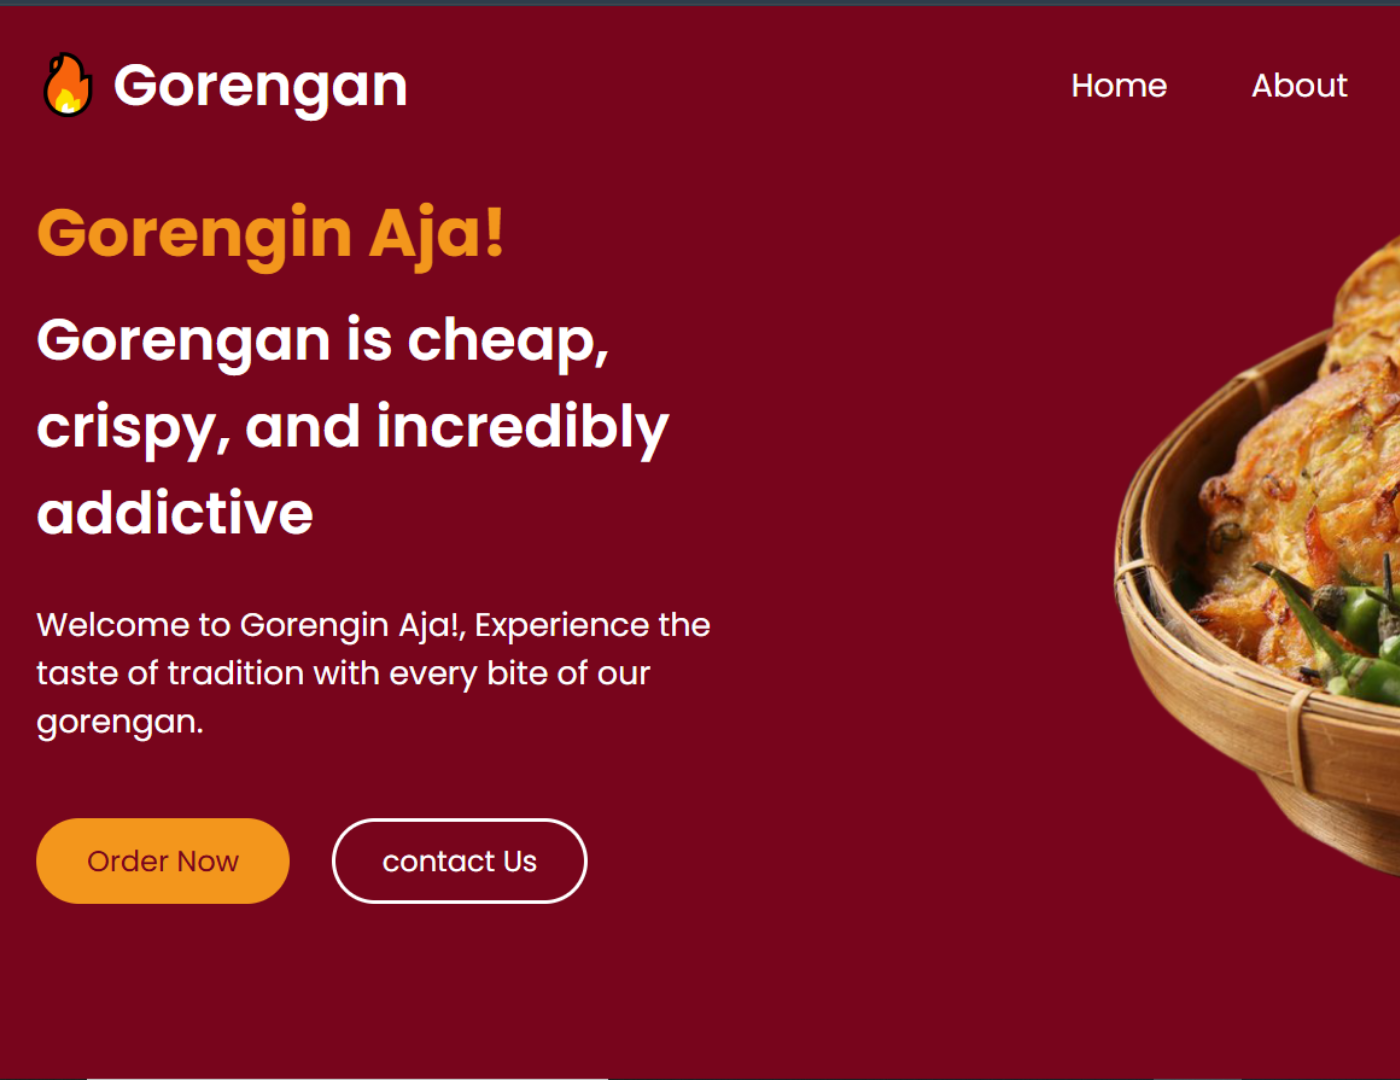 Gorengan
Home
About
Gorengin Aja!
Gorengan is cheap,
crispy, and incredibly
addictive
Welcome to Gorengin Aja!, Experience the
taste of tradition with every bite of our
gorengan.
Order Now
contact Us